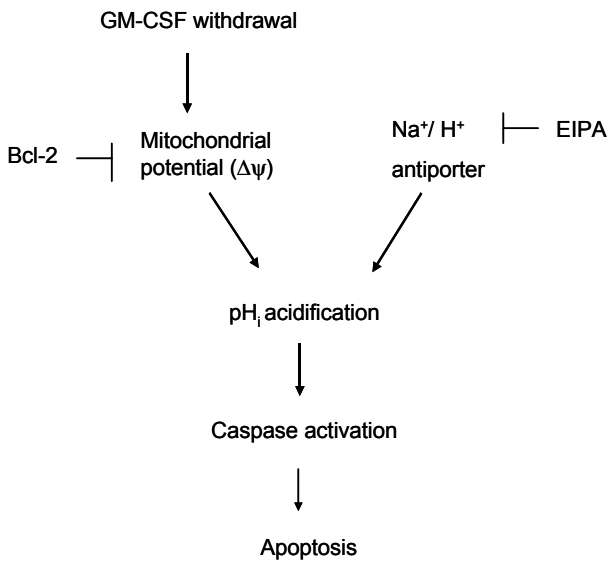 GM-CSF withdrawal
Bcl-2
Mitochondrial
potential (Δψ)
Na⁺/ H⁺
antiporter
EIPA
pHᵢ acidification
Caspase activation
Apoptosis